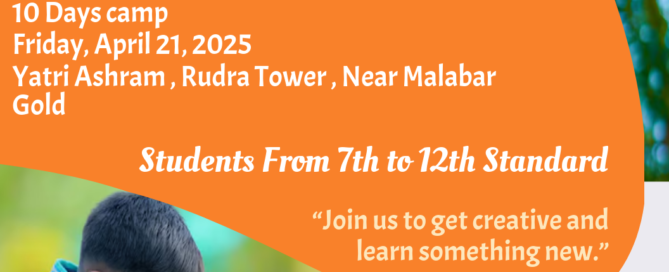 10 Days camp
Friday, April 21, 2025
Yatri Ashram , Rudra Tower , Near Malabar
Gold
Students From 7th to 12th Standard
“Join us to get creative and
learn something new.”